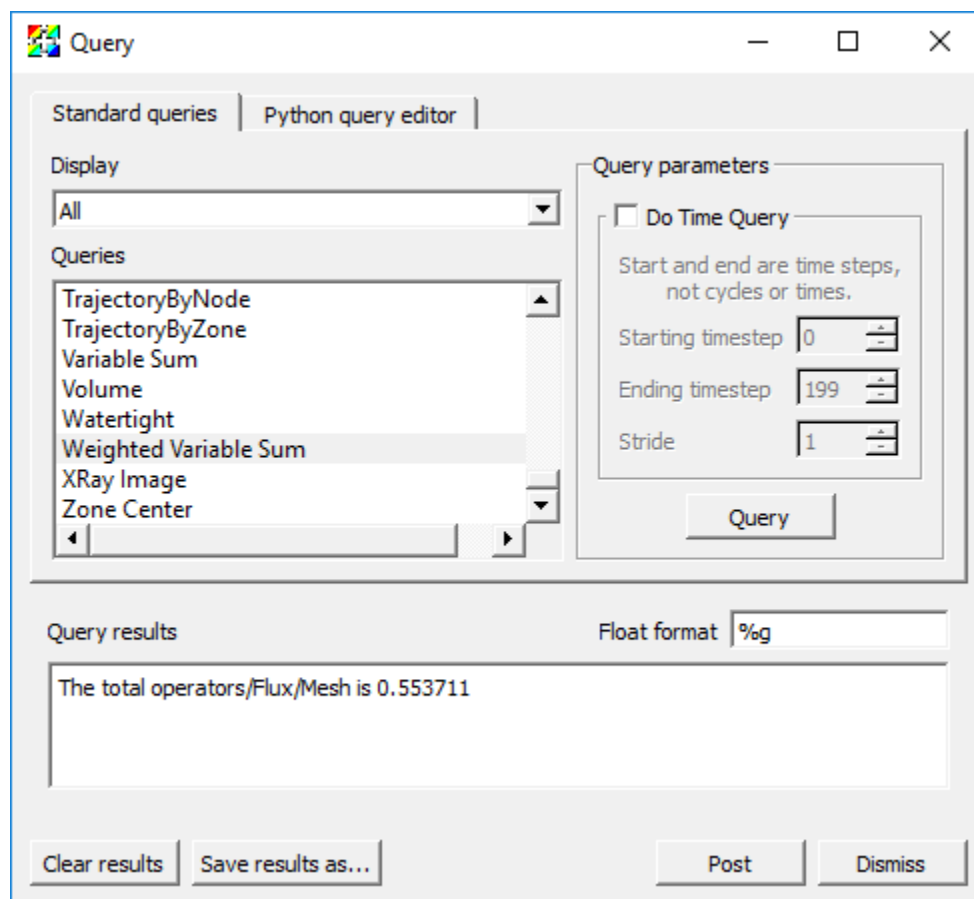 Query
Standard queries
Python query editor
Display
All
Queries
TrajectoryByNode
TrajectoryByZone
Variable Sum
Volume
Watertight
Weighted Variable Sum
XRay Image
Zone Center
Query parameters
Do Time Query
Start and end are time steps,
not cycles or times.
Starting timestep 0
Ending timestep 199
Stride 1
Query
Query results
Float format %g
The total operators/Flux/Mesh is 0.553711
Clear results
Save results as...
Post
Dismiss